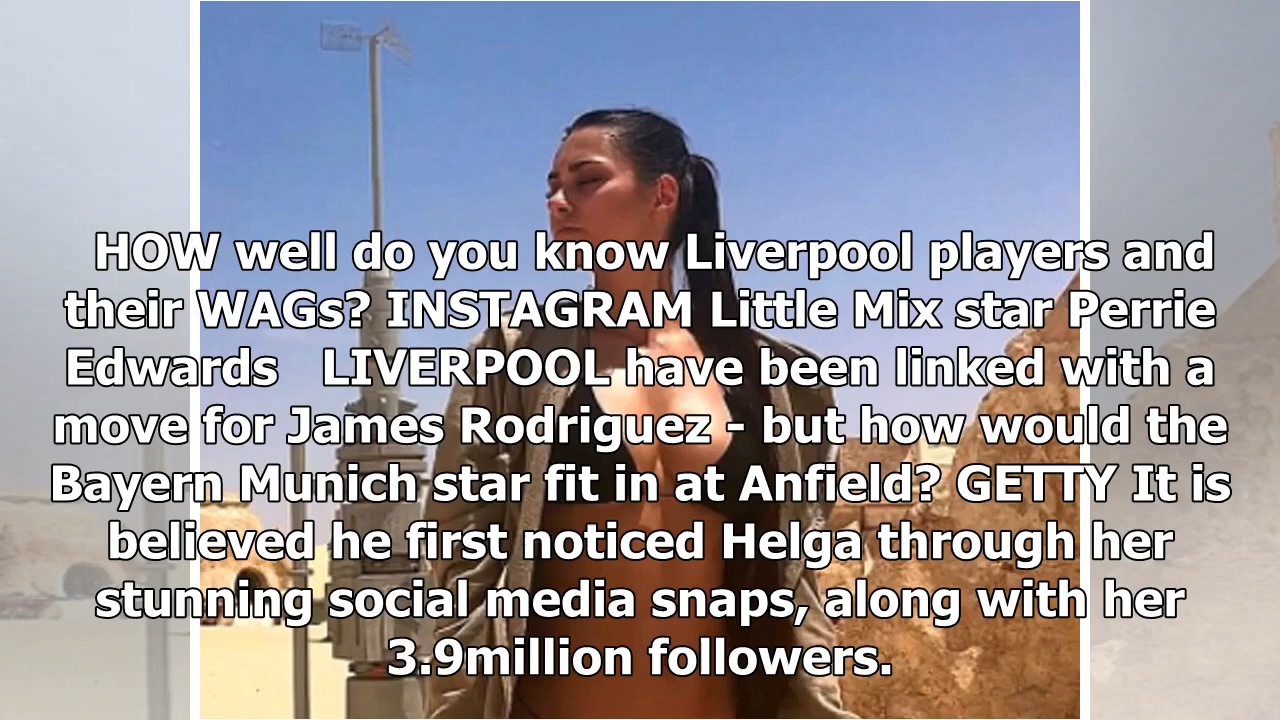 HOW well do you know Liverpool players and
their WAGs? INSTAGRAM Little Mix star Perrie
Edwards   LIVERPOOL have been linked with a
move for James Rodriguez - but how would the
Bayern Munich star fit in at Anfield? GETTY It is
believed he first noticed Helga through her
stunning social media snaps, along with her
3.9million followers.